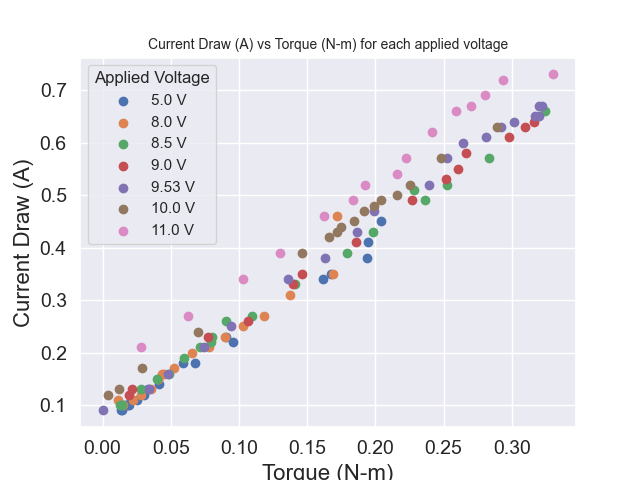 Current Draw (A) vs Torque (N-m) for each applied voltage
Applied Voltage
5.0 V
8.0 V
8.5 V
9.0 V
9.53 V
10.0 V
11.0 V
Current Draw (A)
0.7
0.6
0.5
0.4
0.3
0.2
0.1
0.00 0.05 0.10 0.15 0.20 0.25 0.30
Torque (N-m)